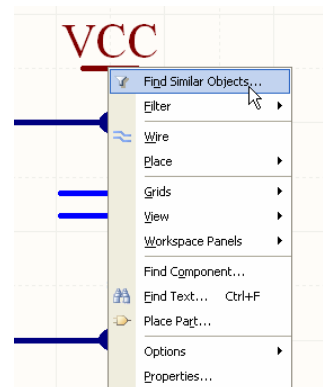 VCC
Find Similar Objects...
Filter
Wire
Place
Grids
View
Workspace Panels
Find Component...
Find Text... Ctrl+F
Place Part...
Options
Properties...